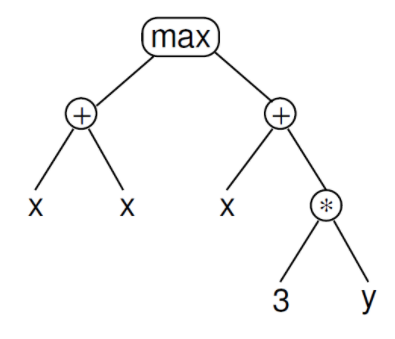 max
+ +
x x x *
3 y